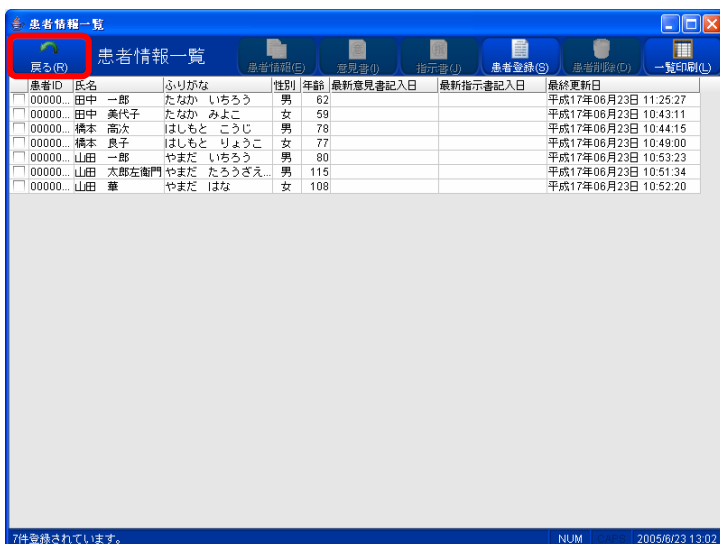 患者情報一覧
戻る(R) 患者情報一覧 患者情報(E) 意見書(I) 指示書(J) 患者登録(S) 患者削除(D) 一覧印刷(L)
患者ID 氏名 ふりがな 性別 年齢 最新意見書記入日 最新指示書記入日 最終更新日
00000... 田中 一郎 たなか いちろう 男 62 平成17年06月23日 11:25:27
00000... 田中 美代子 たなか みよこ 女 59 平成17年06月23日 10:43:11
00000... 橋本 高次 はしもと こうじ 男 78 平成17年06月23日 10:44:15
00000... 橋本 良子 はしもと りょうこ 女 77 平成17年06月23日 10:49:00
00000... 山田 一郎 やまだ いちろう 男 80 平成17年06月23日 10:53:23
00000... 山田 太郎左衛門 やまだ たろうざえ... 男 115 平成17年06月23日 10:51:34
00000... 山田 華 やまだ はな 女 108 平成17年06月23日 10:52:20
7件登録されています。 NUM CAPS 2005/6/23 13:02